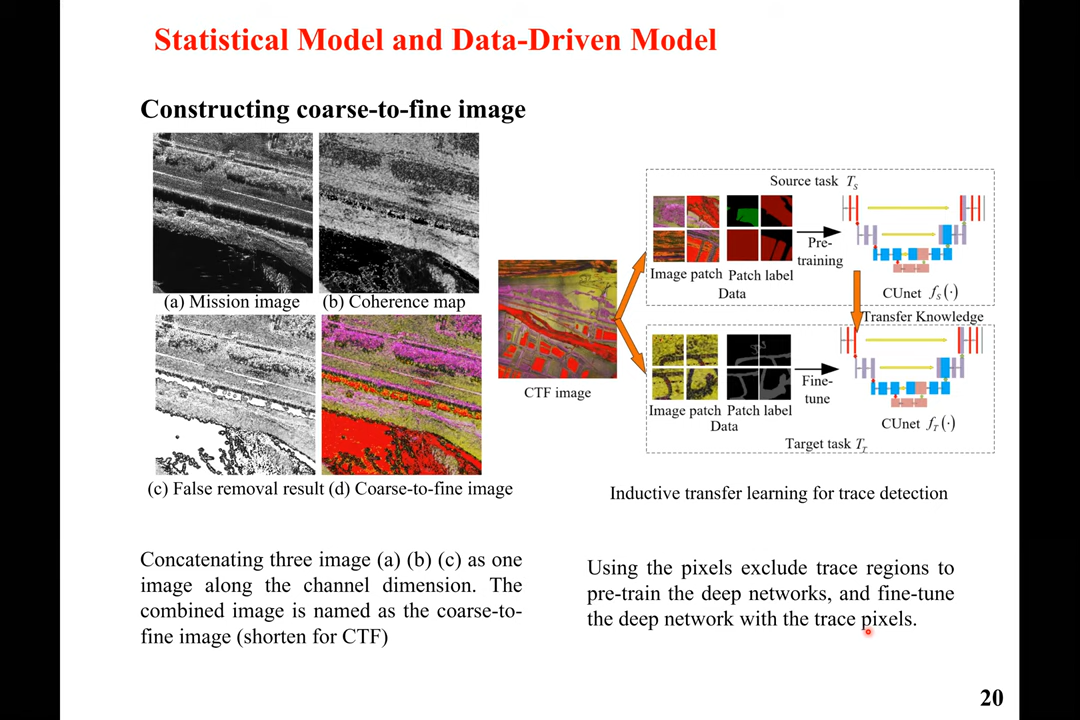 Statistical Model and Data-Driven Model
Constructing coarse-to-fine image
(a) Mission image (b) Coherence map
(c) False removal result (d) Coarse-to-fine image
CTF image
Source task T_S
Image patch Patch label
Data
Pre-
training
CUnet f_S(·)
Transfer Knowledge
Image patch Patch label
Data
Fine-
tune
CUnet f_T(·)
Target task T_T
Inductive transfer learning for trace detection
Concatenating three image (a) (b) (c) as one
image along the channel dimension. The
combined image is named as the coarse-to-
fine image (shorten for CTF)
Using the pixels exclude trace regions to
pre-train the deep networks, and fine-tune
the deep network with the trace pixels.
20